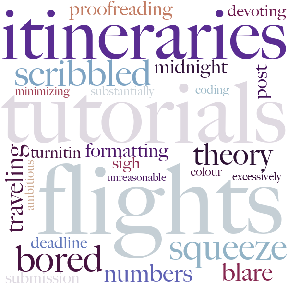 proofreading devoting
itineraries
scribbled midnight post
minimizing substantially coding
tutorials
traveling ambitious turnitin formatting theory
sigh colour
unreasonable excessively
flights
deadline squeeze
bored
submission numbers blare